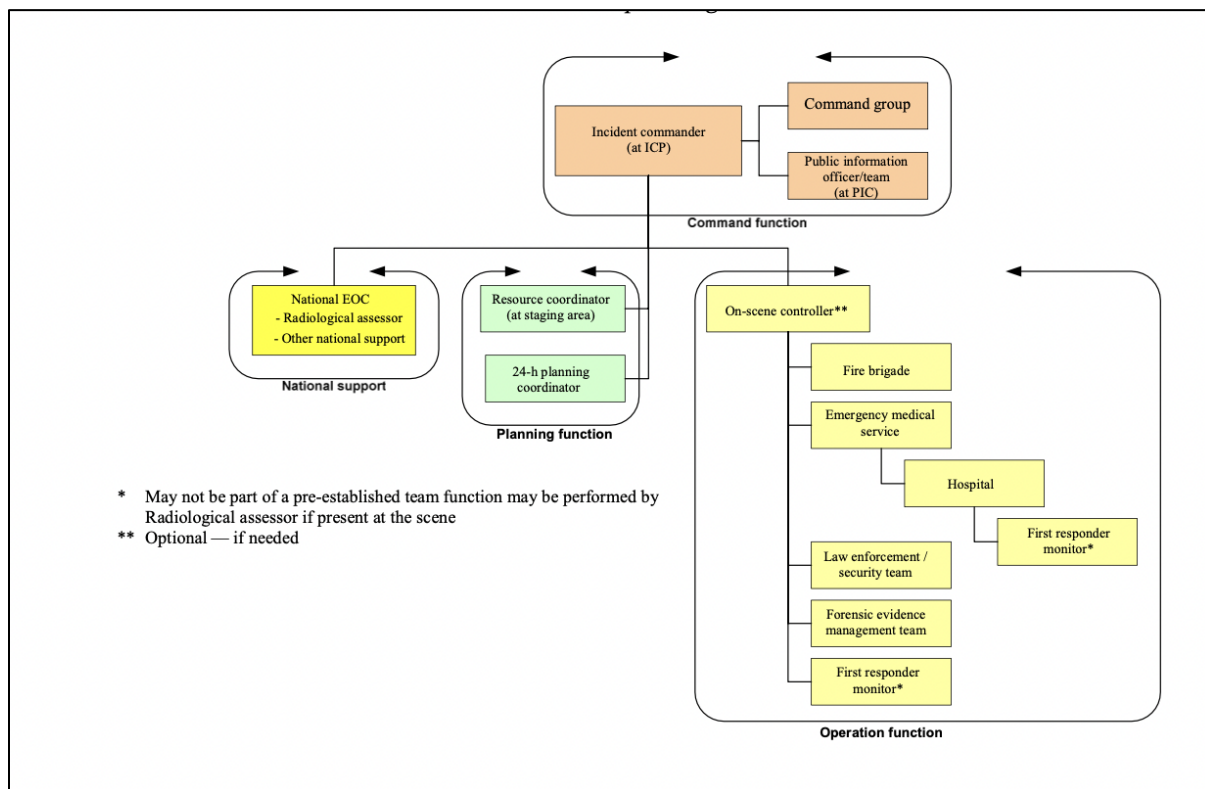 Incident commander
(at ICP)
Command group
Public information
officer/team
(at PIC)
Command function
National EOC
- Radiological assessor
- Other national support
National support
Resource coordinator
(at staging area)
24-h planning
coordinator
Planning function
On-scene controller**
Fire brigade
Emergency medical
service
Hospital
First responder
monitor*
Law enforcement /
security team
Forensic evidence
management team
First responder
monitor*
Operation function
* May not be part of a pre-established team function may be performed by
Radiological assessor if present at the scene
** Optional — if needed